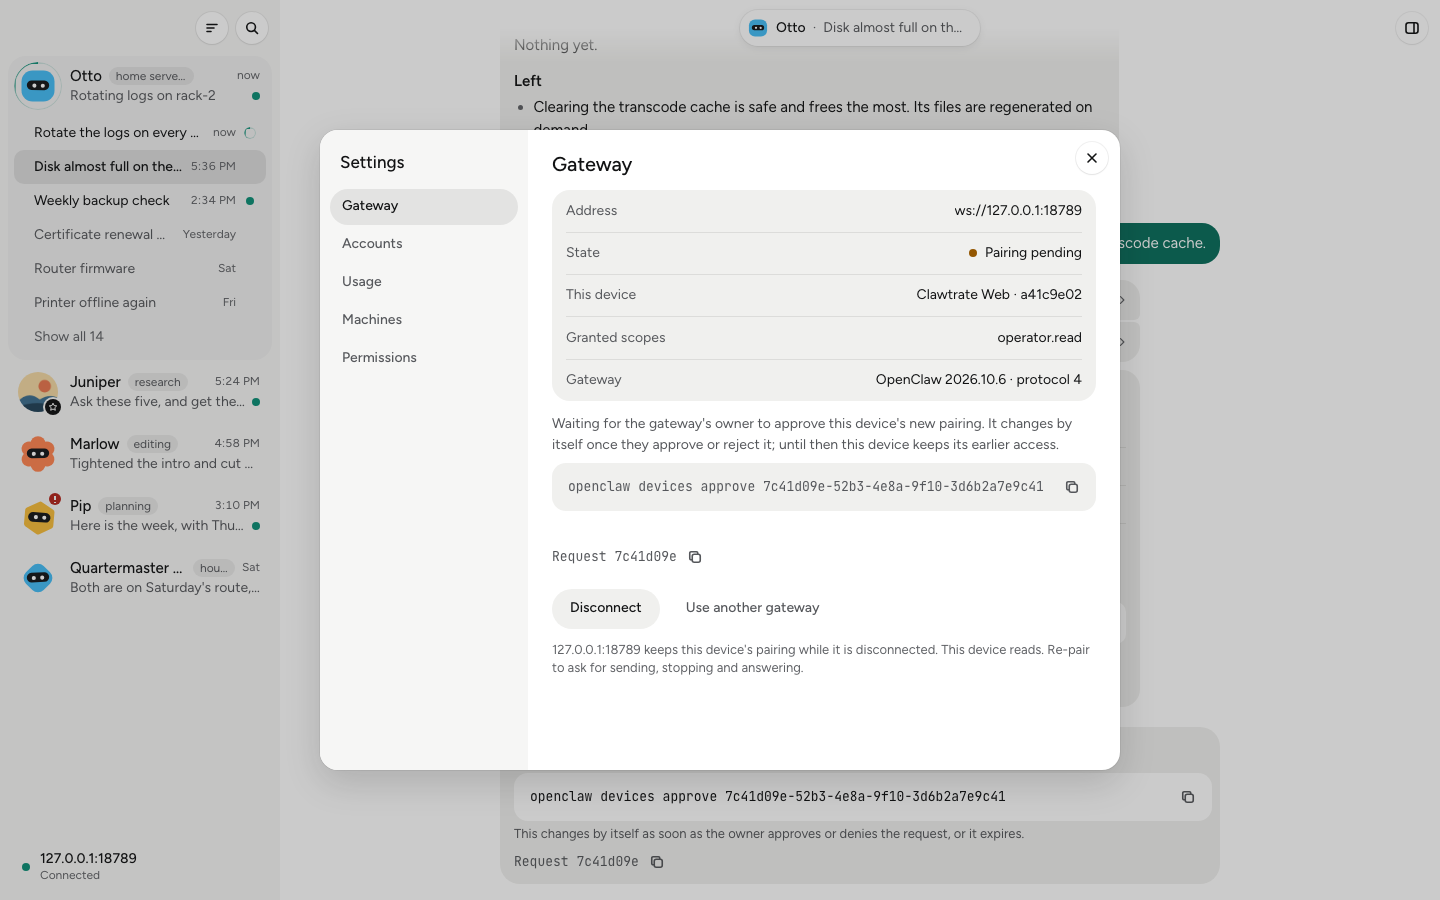 Otto home serve... now
Rotating logs on rack-2
Rotate the logs on every ... now
Disk almost full on the... 5:36 PM
Weekly backup check 2:34 PM
Certificate renewal ... Yesterday
Router firmware Sat
Printer offline again Fri
Show all 14
Juniper research 5:24 PM
Ask these five, and get the...
Marlow editing 4:58 PM
Tightened the intro and cut ...
Pip planning 3:10 PM
Here is the week, with Thu...
Quartermaster ... hou... Sat
Both are on Saturday's route,...
127.0.0.1:18789
Connected
Otto · Disk almost full on th...
Nothing yet.
Left
• Clearing the transcode cache is safe and frees the most. Its files are regenerated on
demand
scode cache.
Settings
Gateway
Accounts
Usage
Machines
Permissions
Gateway
Address ws://127.0.0.1:18789
State Pairing pending
This device Clawtrate Web · a41c9e02
Granted scopes operator.read
Gateway OpenClaw 2026.10.6 · protocol 4
Waiting for the gateway's owner to approve this device's new pairing. It changes by
itself once they approve or reject it; until then this device keeps its earlier access.
openclaw devices approve 7c41d09e-52b3-4e8a-9f10-3d6b2a7e9c41
Request 7c41d09e
Disconnect Use another gateway
127.0.0.1:18789 keeps this device's pairing while it is disconnected. This device reads. Re-pair
to ask for sending, stopping and answering.
openclaw devices approve 7c41d09e-52b3-4e8a-9f10-3d6b2a7e9c41
This changes by itself as soon as the owner approves or denies the request, or it expires.
Request 7c41d09e